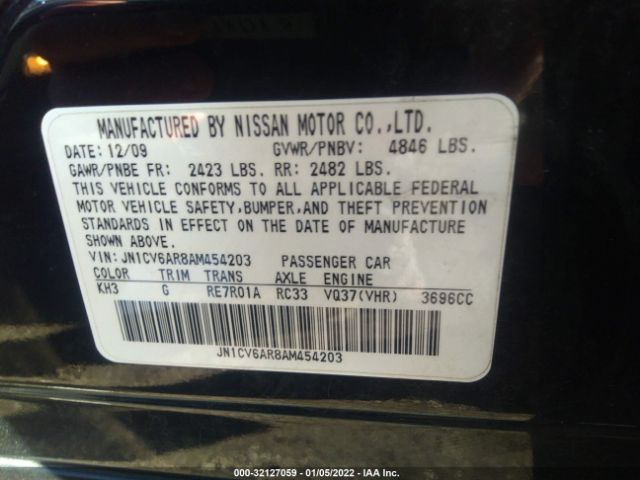 MANUFACTURED BY NISSAN MOTOR CO.,LTD.
DATE: 12/09 GVWR/PNBV: 4846 LBS.
GAWR/PNBE FR: 2423 LBS. RR: 2482 LBS.
THIS VEHICLE CONFORMS TO ALL APPLICABLE FEDERAL
MOTOR VEHICLE SAFETY,BUMPER,AND THEFT PREVENTION
STANDARDS IN EFFECT ON THE DATE OF MANUFACTURE
SHOWN ABOVE.
VIN: JN1CV6AR8AM454203 PASSENGER CAR
COLOR TRIM TRANS AXLE ENGINE
KH3 G RE7R01A RC33 VQ37(VHR) 3696CC
JN1CV6AR8AM454203
000-32127059 - 01/05/2022 - IAA Inc.